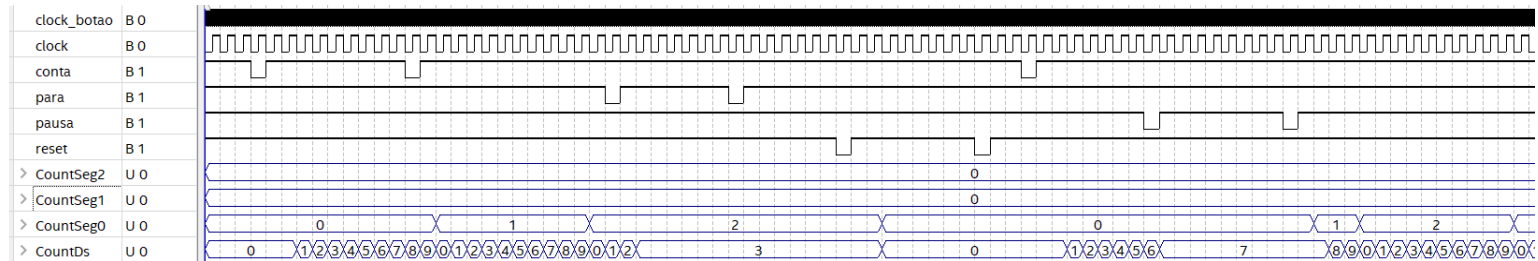 clock_botao B 0
clock B 0
conta B 1
para B 1
pausa B 1
reset B 1
CountSeg2 U 0 0
CountSeg1 U 0 0
CountSeg0 U 0 0 1 2 0 1 2
CountDs U 0 0 1 2 3 4 5 6 7 8 9 0 1 2 3 4 5 6 7 8 9 0 1 2 3 0 1 2 3 4 5 6 7 8 9 0 1 2 3 4 5 6 7 8 9 0